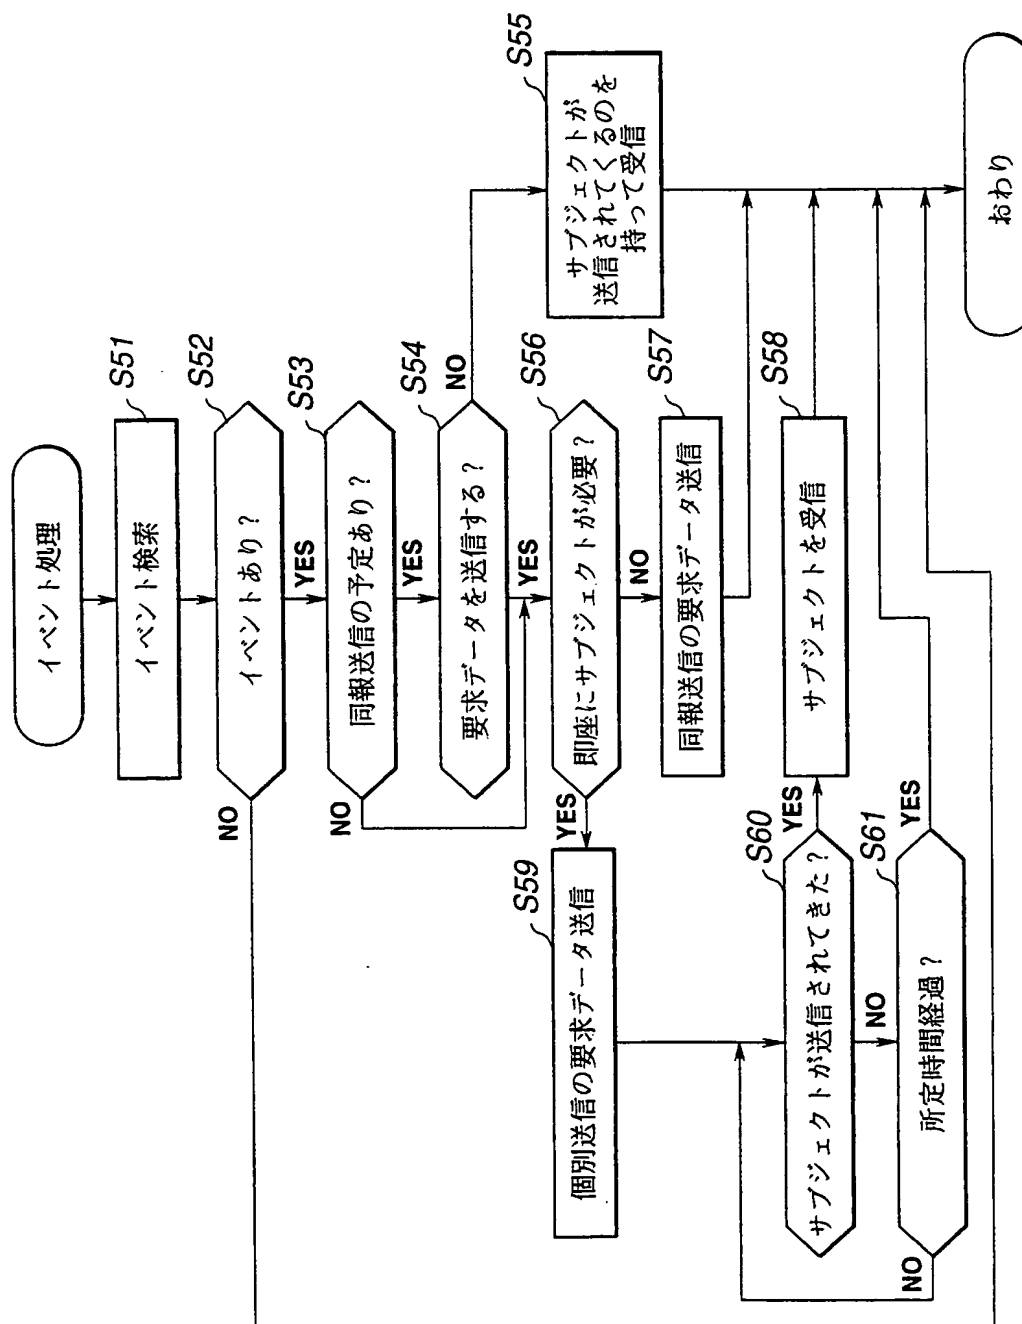 イベント処理
S51
イベント検索
S52
イベントあり?
NO
YES
S53
同報送信の予定あり?
NO
YES
S54
要求データを送信する?
NO
YES
S55
サブジェクトが
送信されてくるのを
持って受信
S56
即座にサブジェクトが必要?
YES
NO
S57
同報送信の要求データ送信
S58
サブジェクトを受信
S59
個別送信の要求データ送信
S60
サブジェクトが送信されてきた?
YES
NO
S61
所定時間経過?
YES
NO
おわり